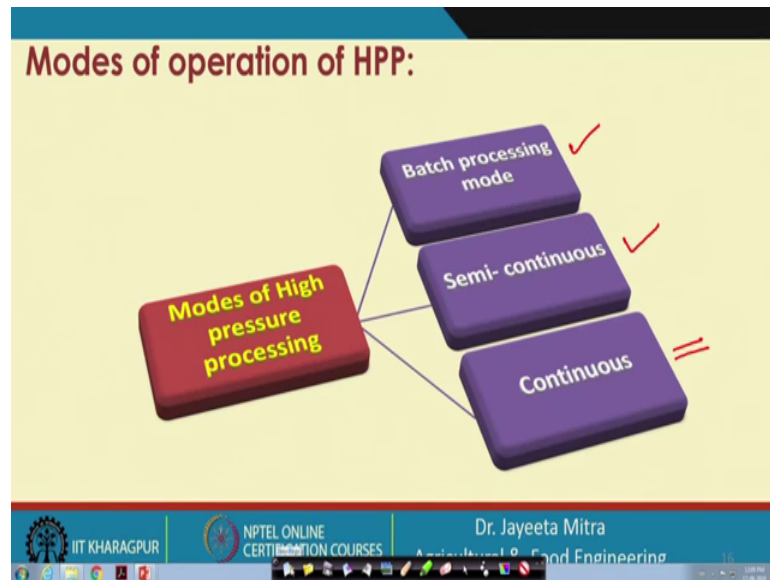 Modes of operation of HPP:
Batch processing
mode
Semi- continuous
Modes of High
pressure
processing
Continuous
IIT KHARAGPUR
NPTEL ONLINE
CERTIFICATION COURSES
Dr. Jayeeta Mitra
Agricultural & Food Engineering
16